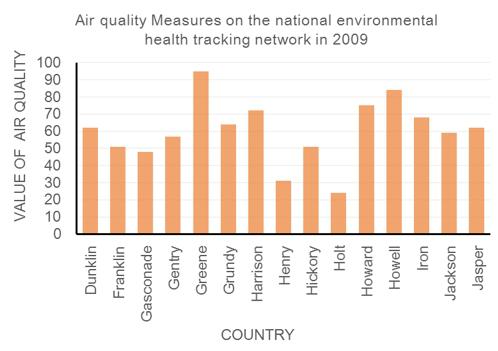 Air quality Measures on the national environmental
health tracking network in 2009
VALUE OF AIR QUALITY
100
90
80
70
60
50
40
30
20
10
0
Dunklin
Franklin
Gasconade
Gentry
Greene
Grundy
Harrison
Henry
Hickory
Holt
Howard
Howell
Iron
Jackson
Jasper
COUNTRY